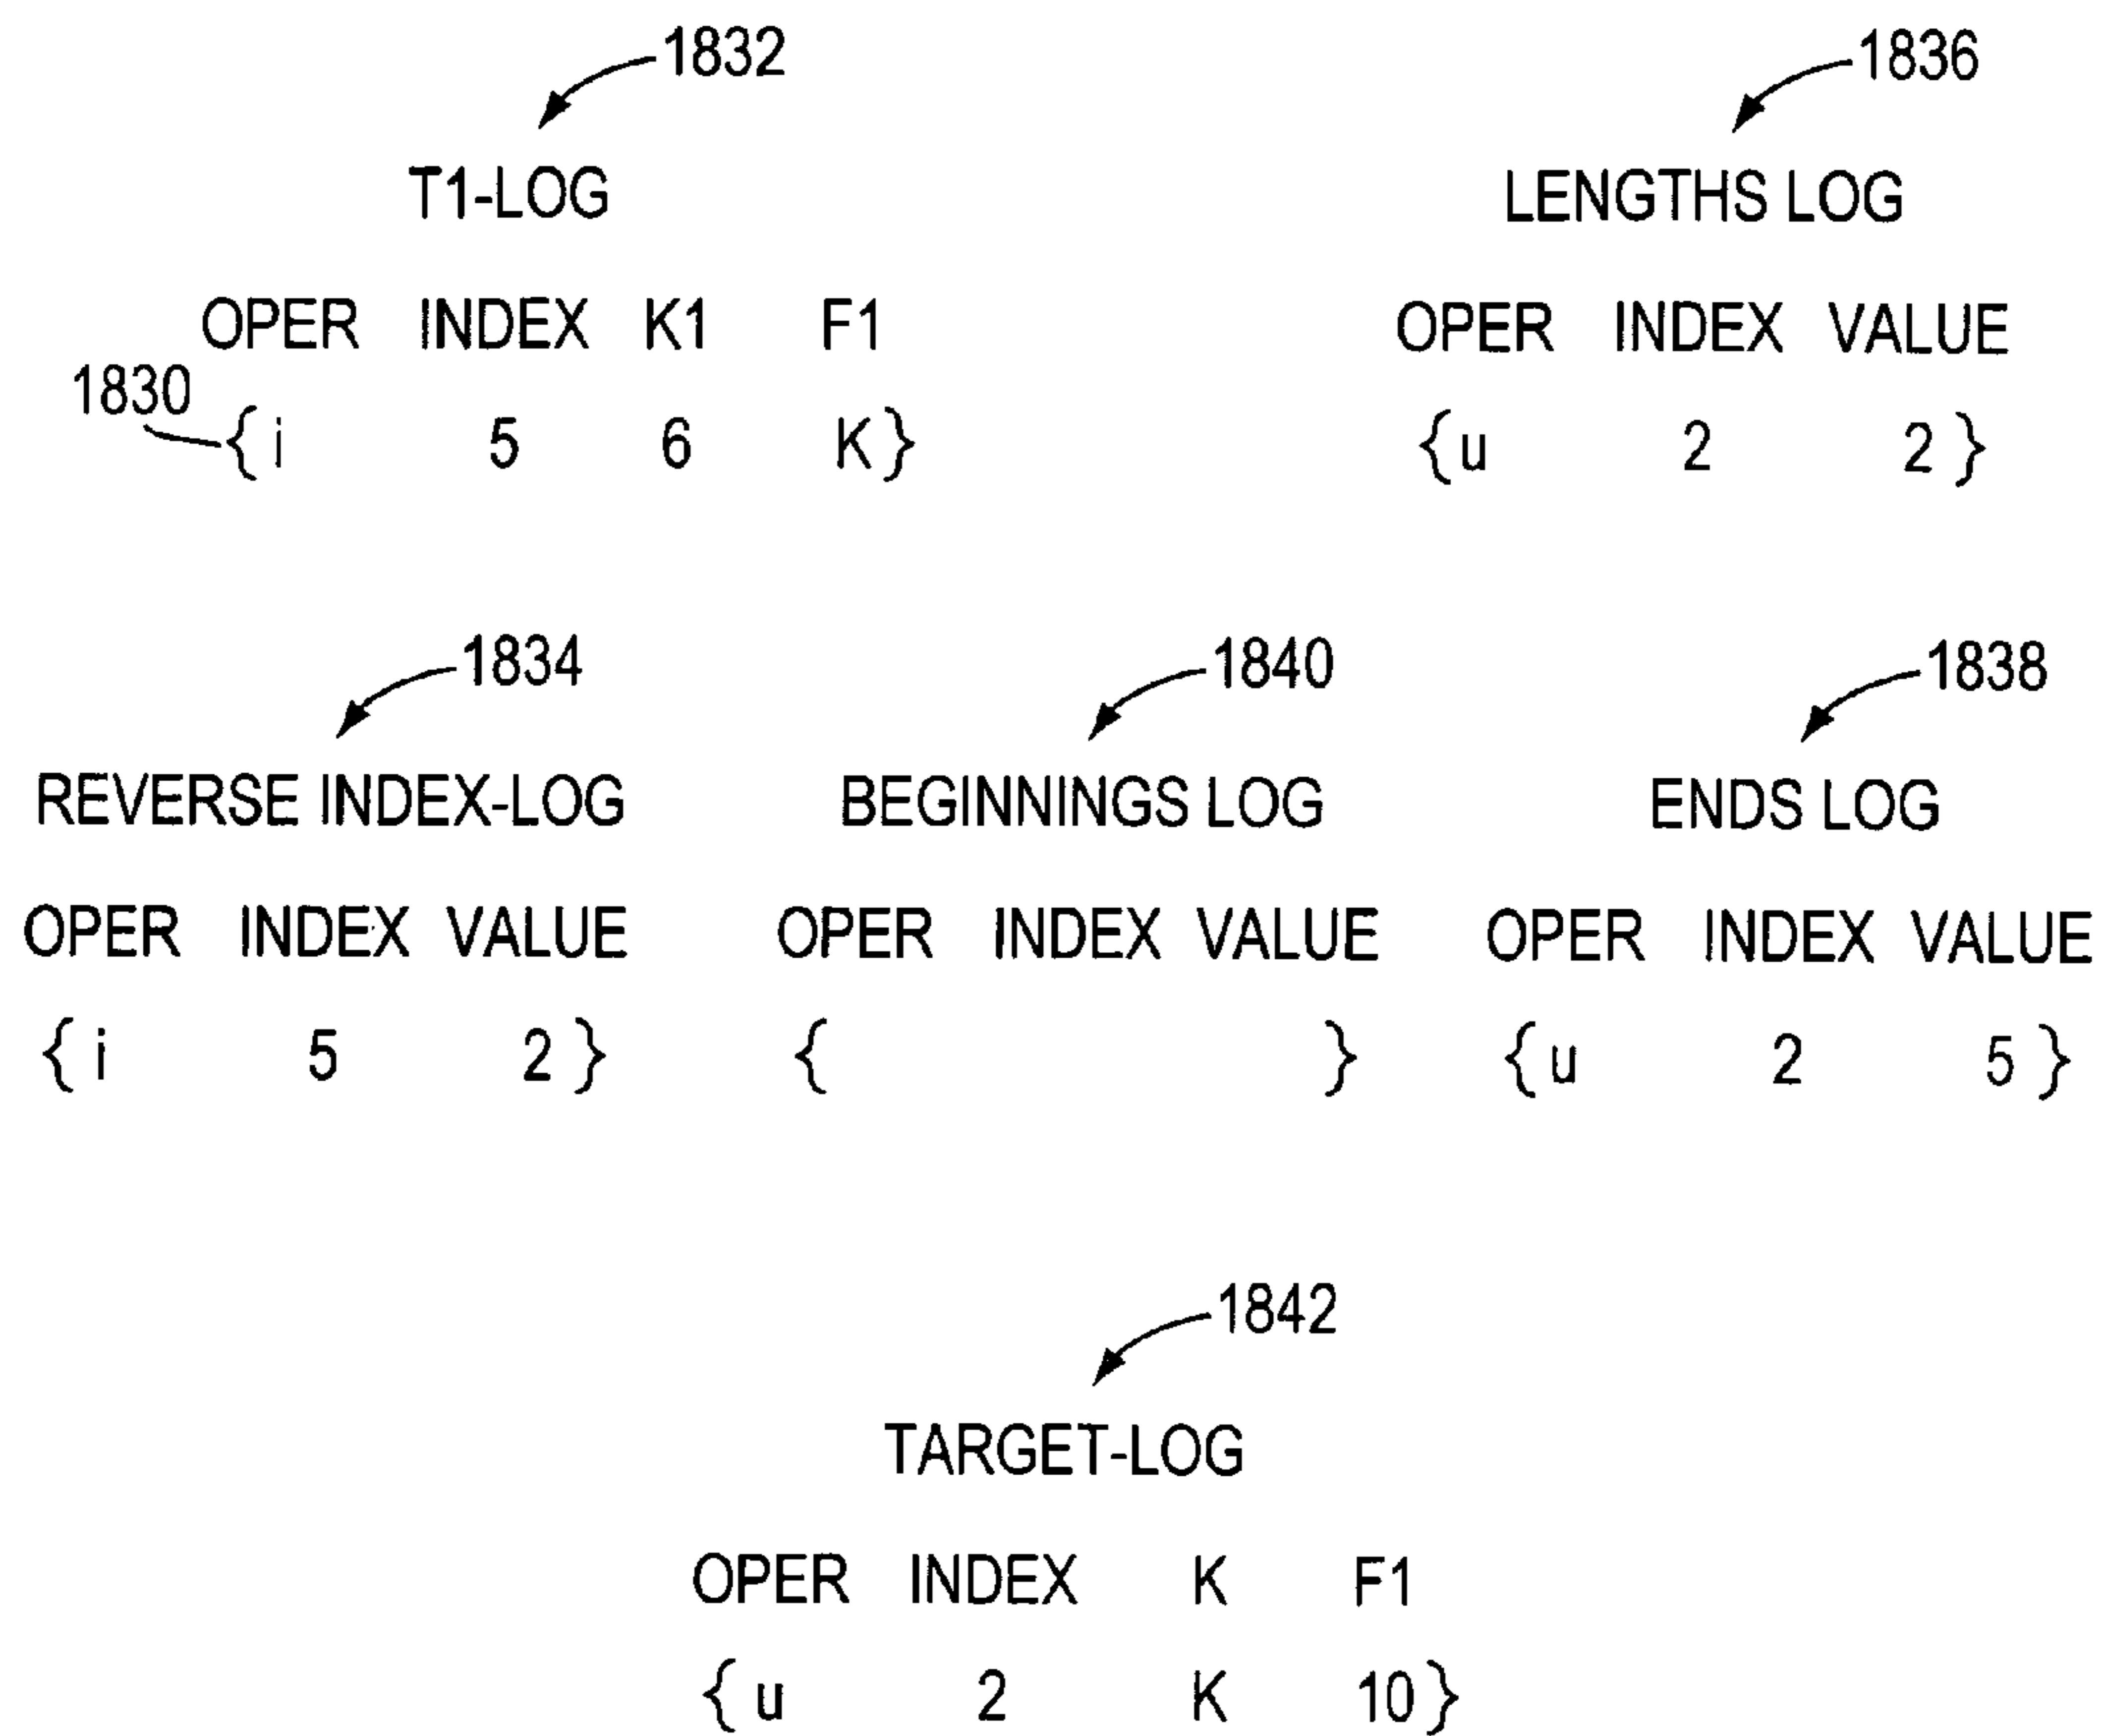 1832
1836
T1-LOG
LENGTHS LOG
OPER INDEX K1 F1
OPER INDEX VALUE
1830
{i 5 6 K}
{u 2 2}
1834
1840
1838
REVERSE INDEX-LOG
BEGINNINGS LOG
ENDS LOG
OPER INDEX VALUE
OPER INDEX VALUE
OPER INDEX VALUE
{i 5 2}
{ }
{u 2 5}
1842
TARGET-LOG
OPER INDEX K F1
{u 2 K 10}